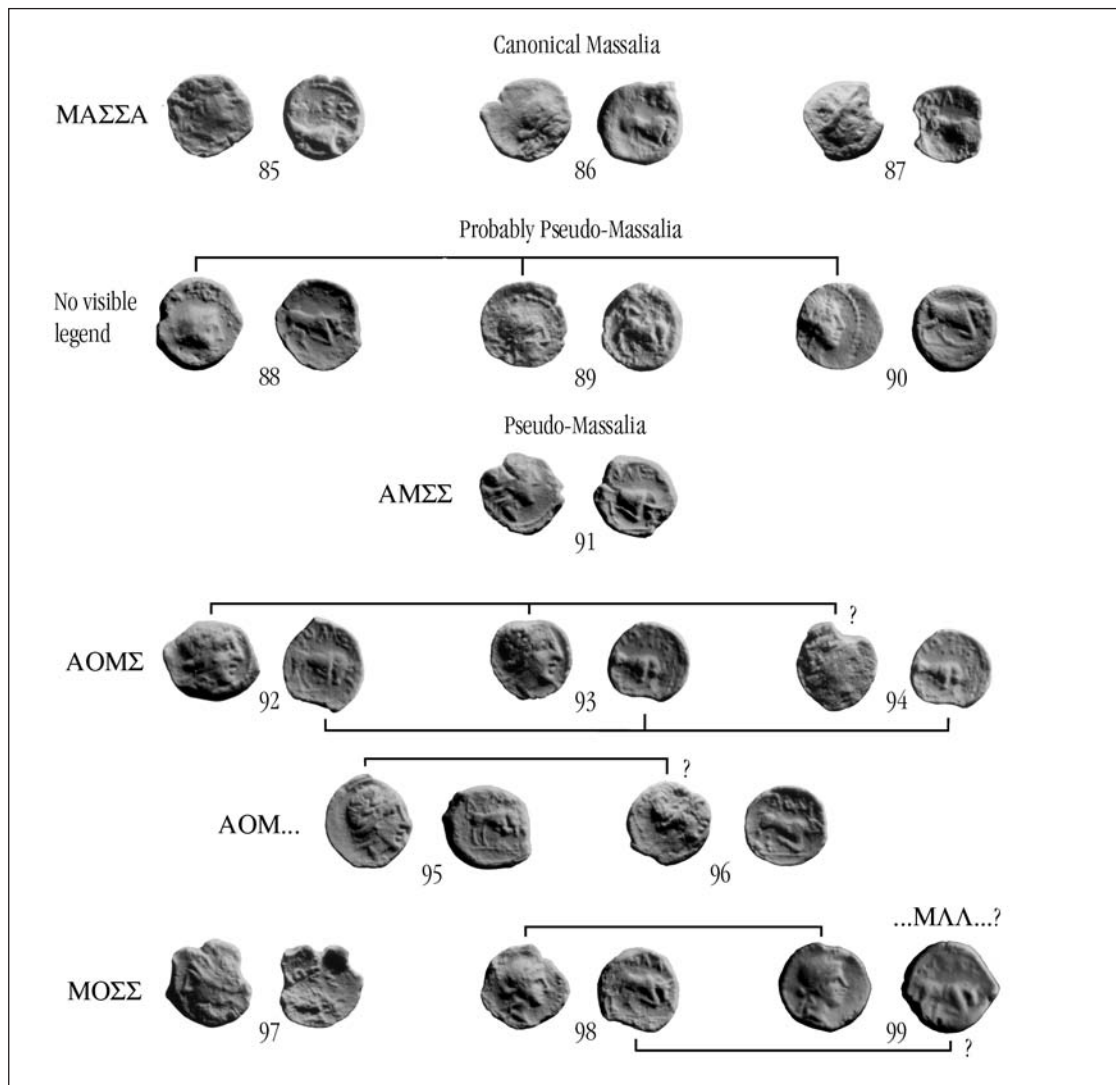 Canonical Massalia
ΜΑΣΣΑ
85 86 87
Probably Pseudo-Massalia
No visible
legend
88 89 90
Pseudo-Massalia
ΑΜΣΣ
91
ΑΟΜΣ
?
92 93 94
ΑΟΜ...
?
95 96
...ΜΛΛ...?
ΜΟΣΣ
97 98 99
?